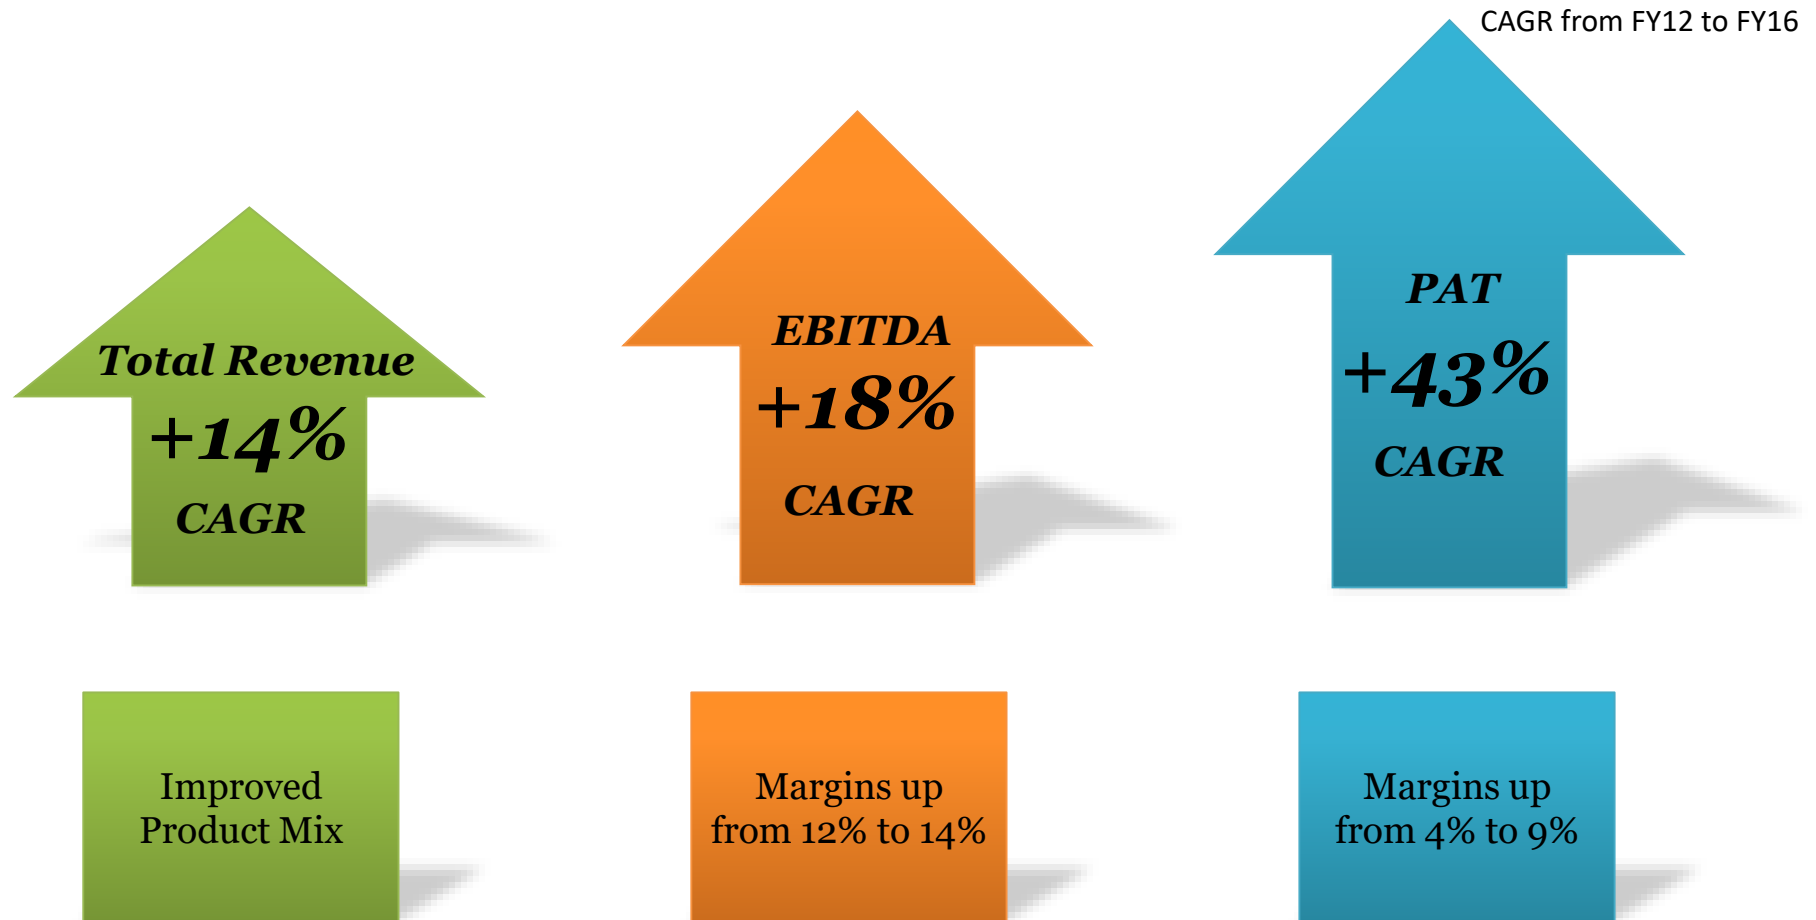 CAGR from FY12 to FY16
Total Revenue
+14%
CAGR
EBITDA
+18%
CAGR
PAT
+43%
CAGR
Improved
Product Mix
Margins up
from 12% to 14%
Margins up
from 4% to 9%